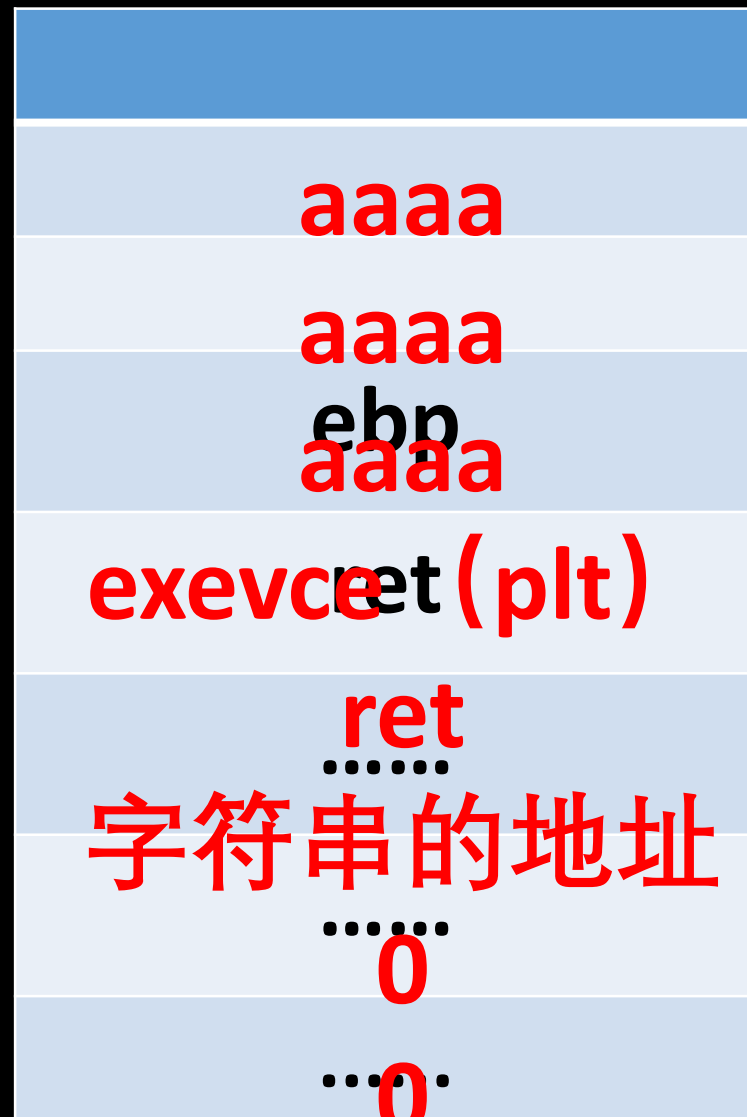 aaaa
aaaa
ebp
aaaa
exevce(plt)
ret
ret
......
字符串的地址
......
0
......
0